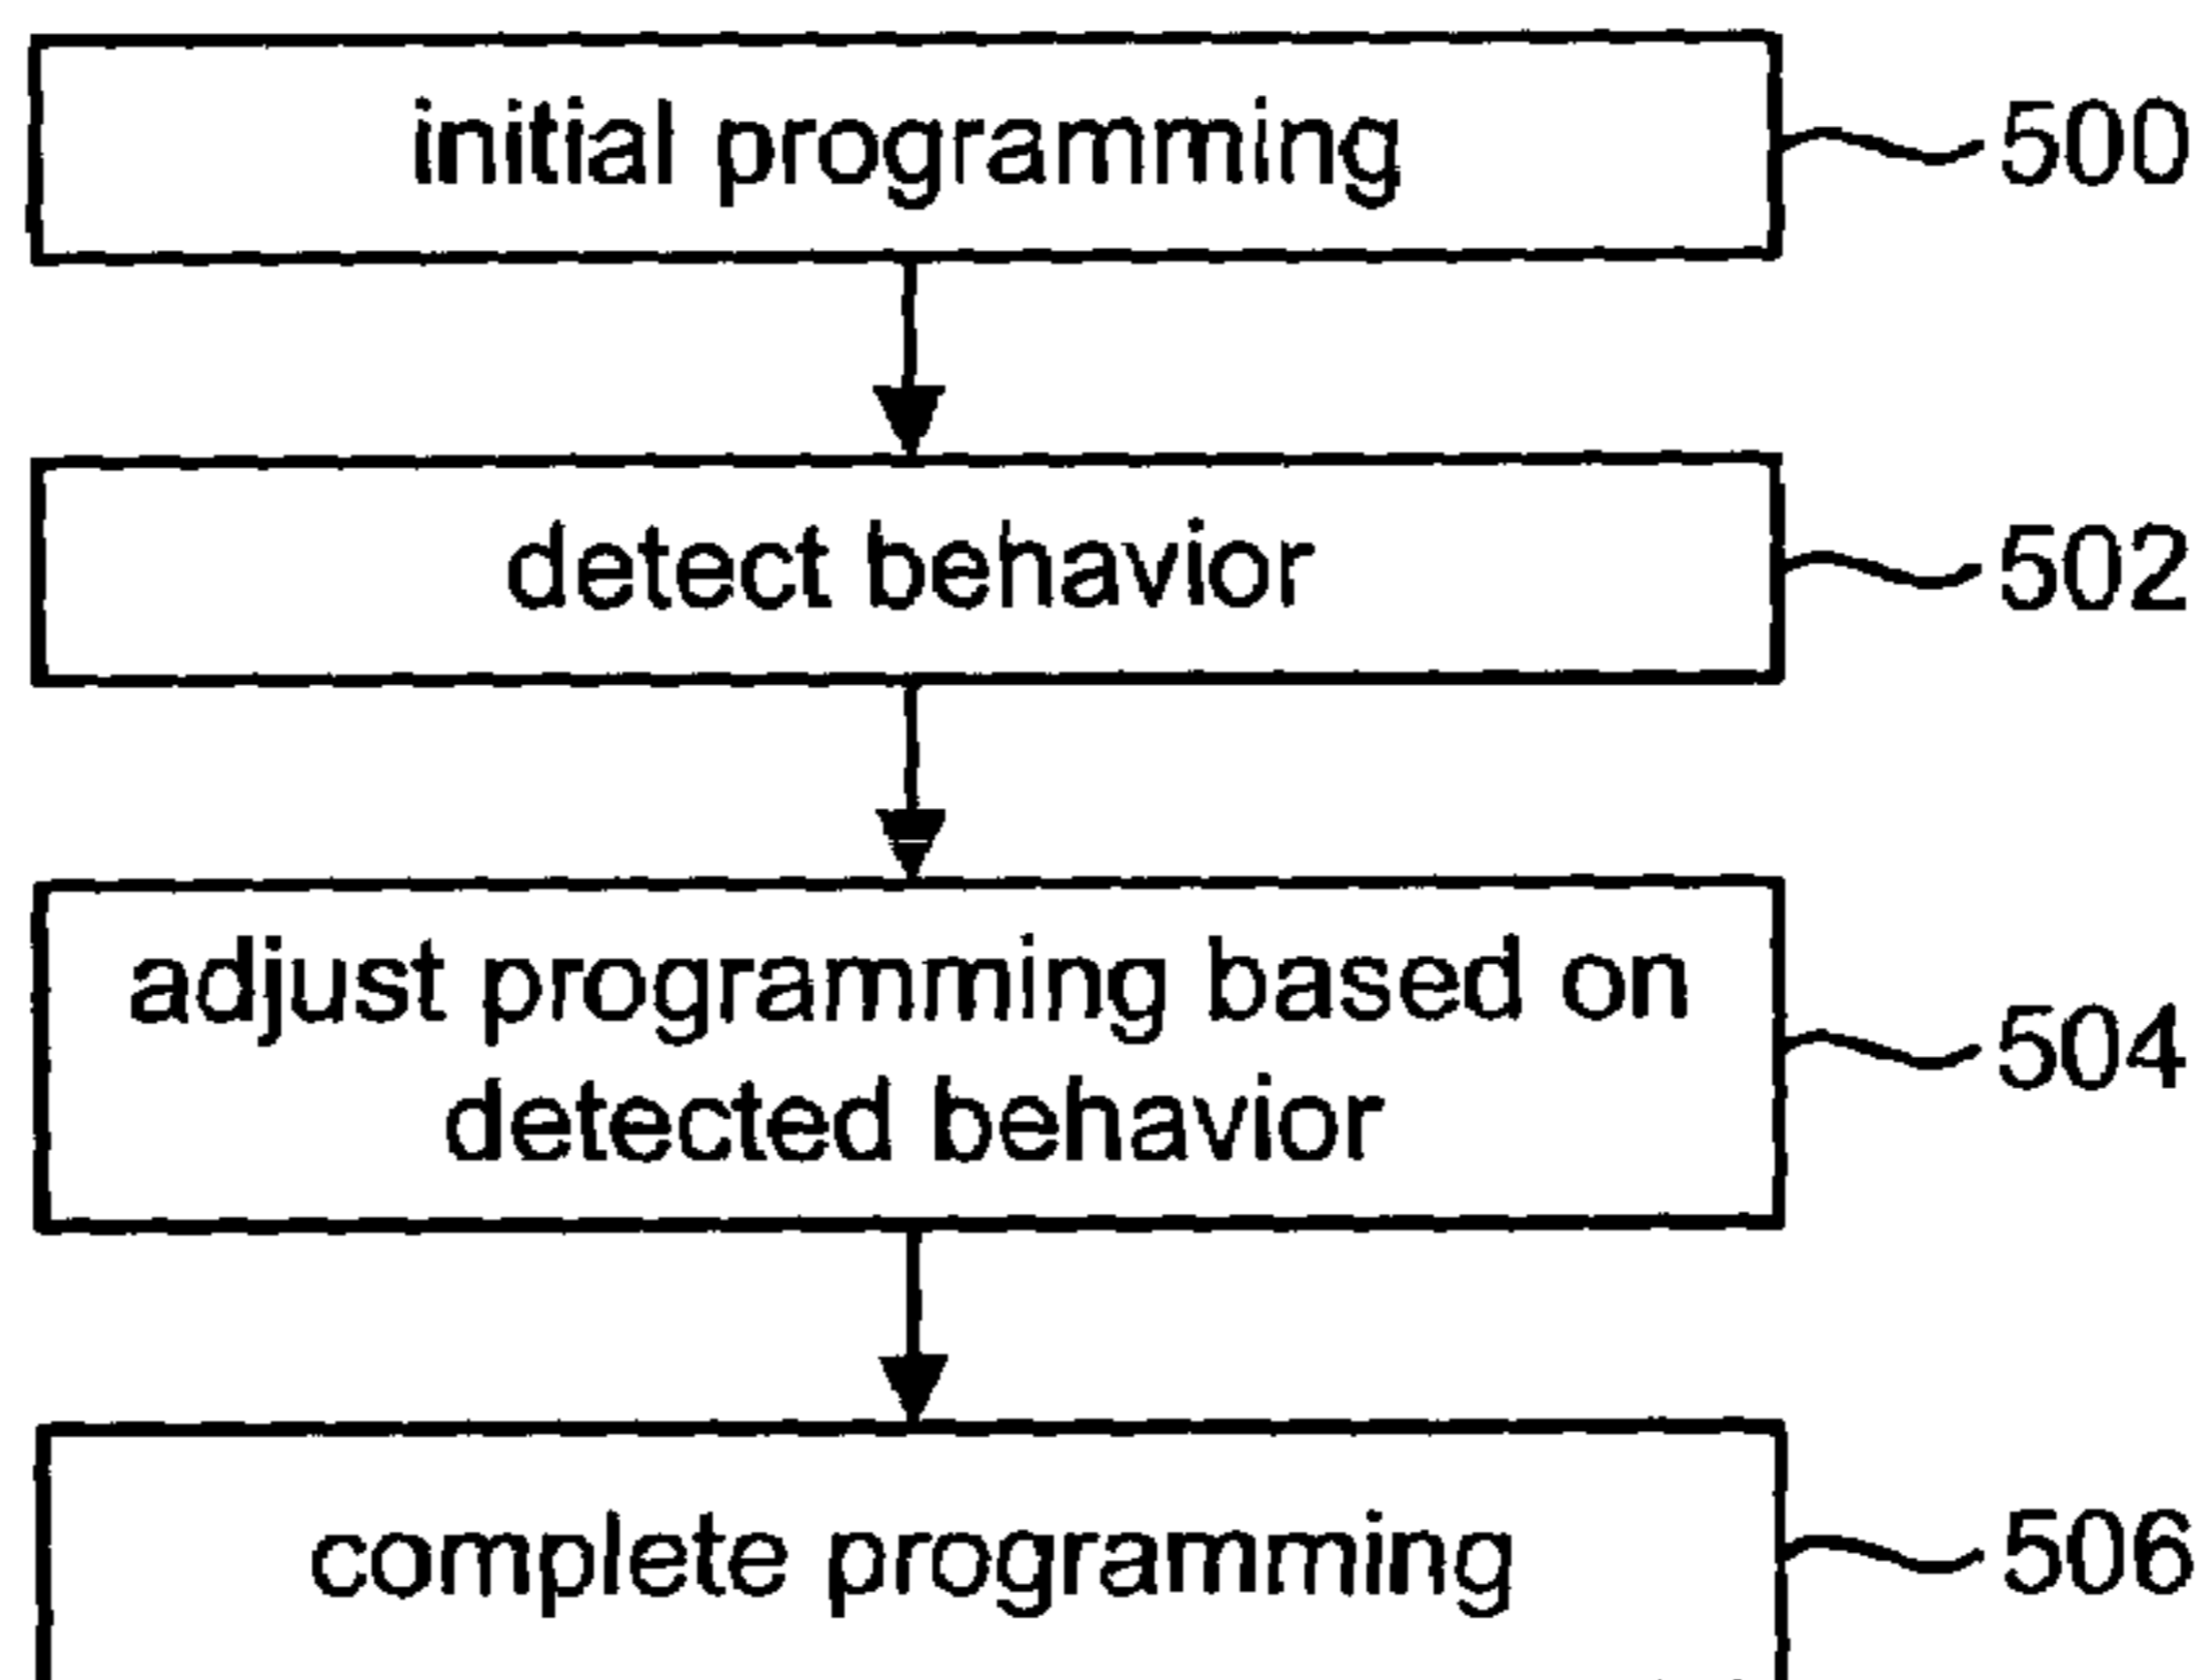 initial programming 500
detect behavior 502
adjust programming based on
detected behavior
504
complete programming 506